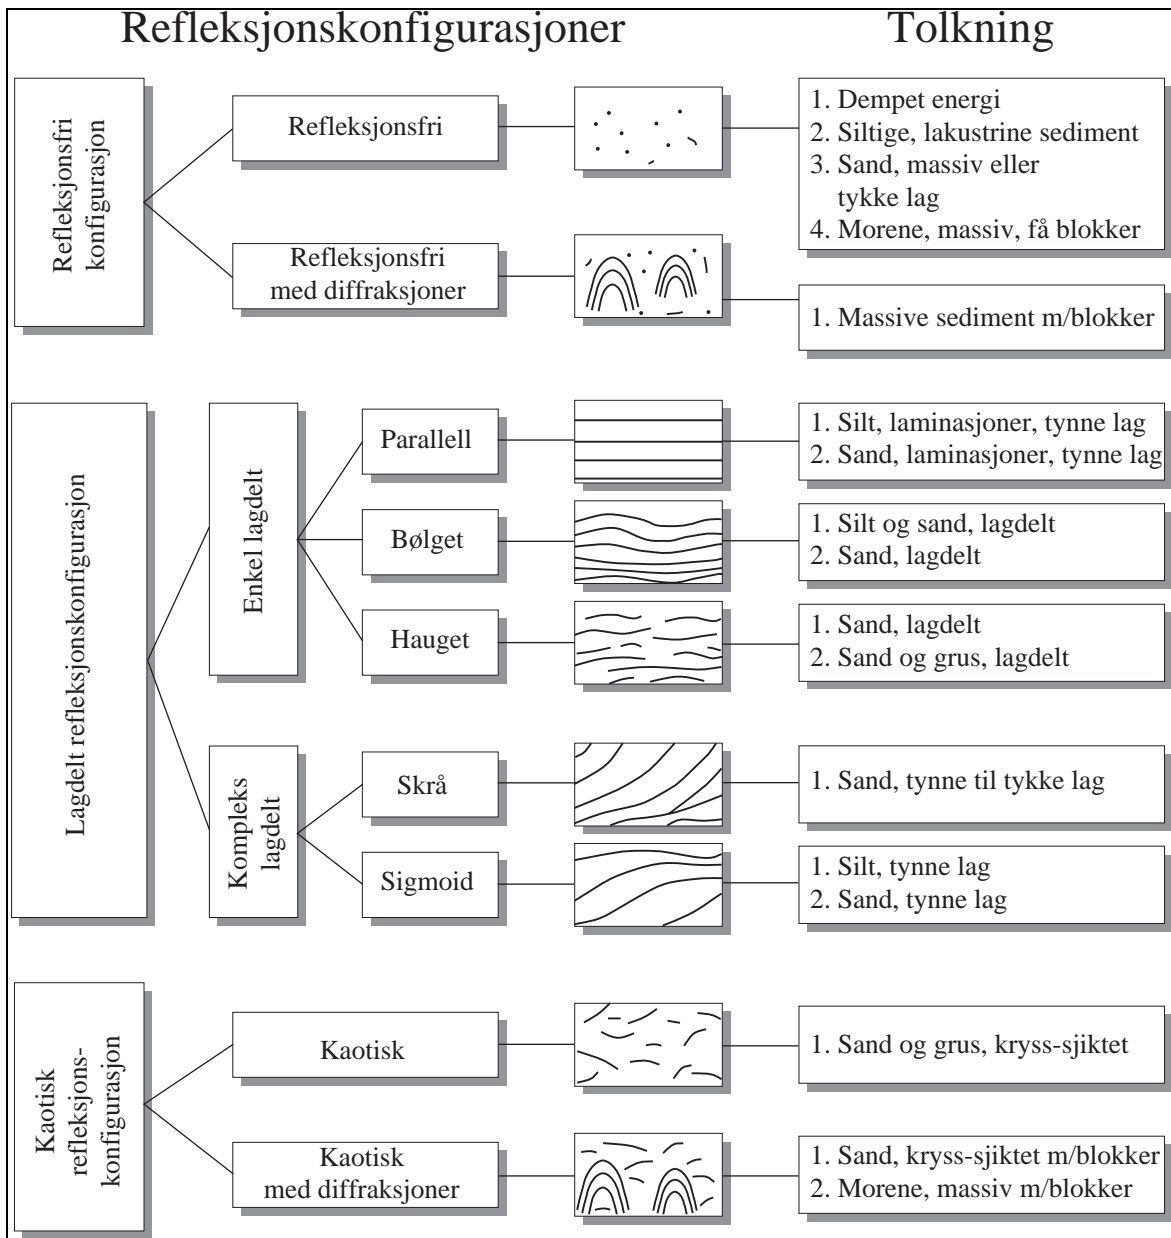 Refleksjonskonfigurasjoner
Tolkning
Refleksjonsfri
konfigurasjon
Refleksjonsfri
1. Dempet energi
2. Siltige, lakustrine sediment
3. Sand, massiv eller
tykke lag
4. Morene, massiv, få blokker
Refleksjonsfri
med diffraksjoner
1. Massive sediment m/blokker
Lagdelt refleksjonskonfigurasjon
Enkel lagdelt
Parallell
1. Silt, laminasjoner, tynne lag
2. Sand, laminasjoner, tynne lag
Bølget
1. Silt og sand, lagdelt
2. Sand, lagdelt
Hauget
1. Sand, lagdelt
2. Sand og grus, lagdelt
Kompleks
lagdelt
Skrå
1. Sand, tynne til tykke lag
Sigmoid
1. Silt, tynne lag
2. Sand, tynne lag
Kaotisk
refleksjons-
konfigurasjon
Kaotisk
1. Sand og grus, kryss-sjiktet
Kaotisk
med diffraksjoner
1. Sand, kryss-sjiktet m/blokker
2. Morene, massiv m/blokker